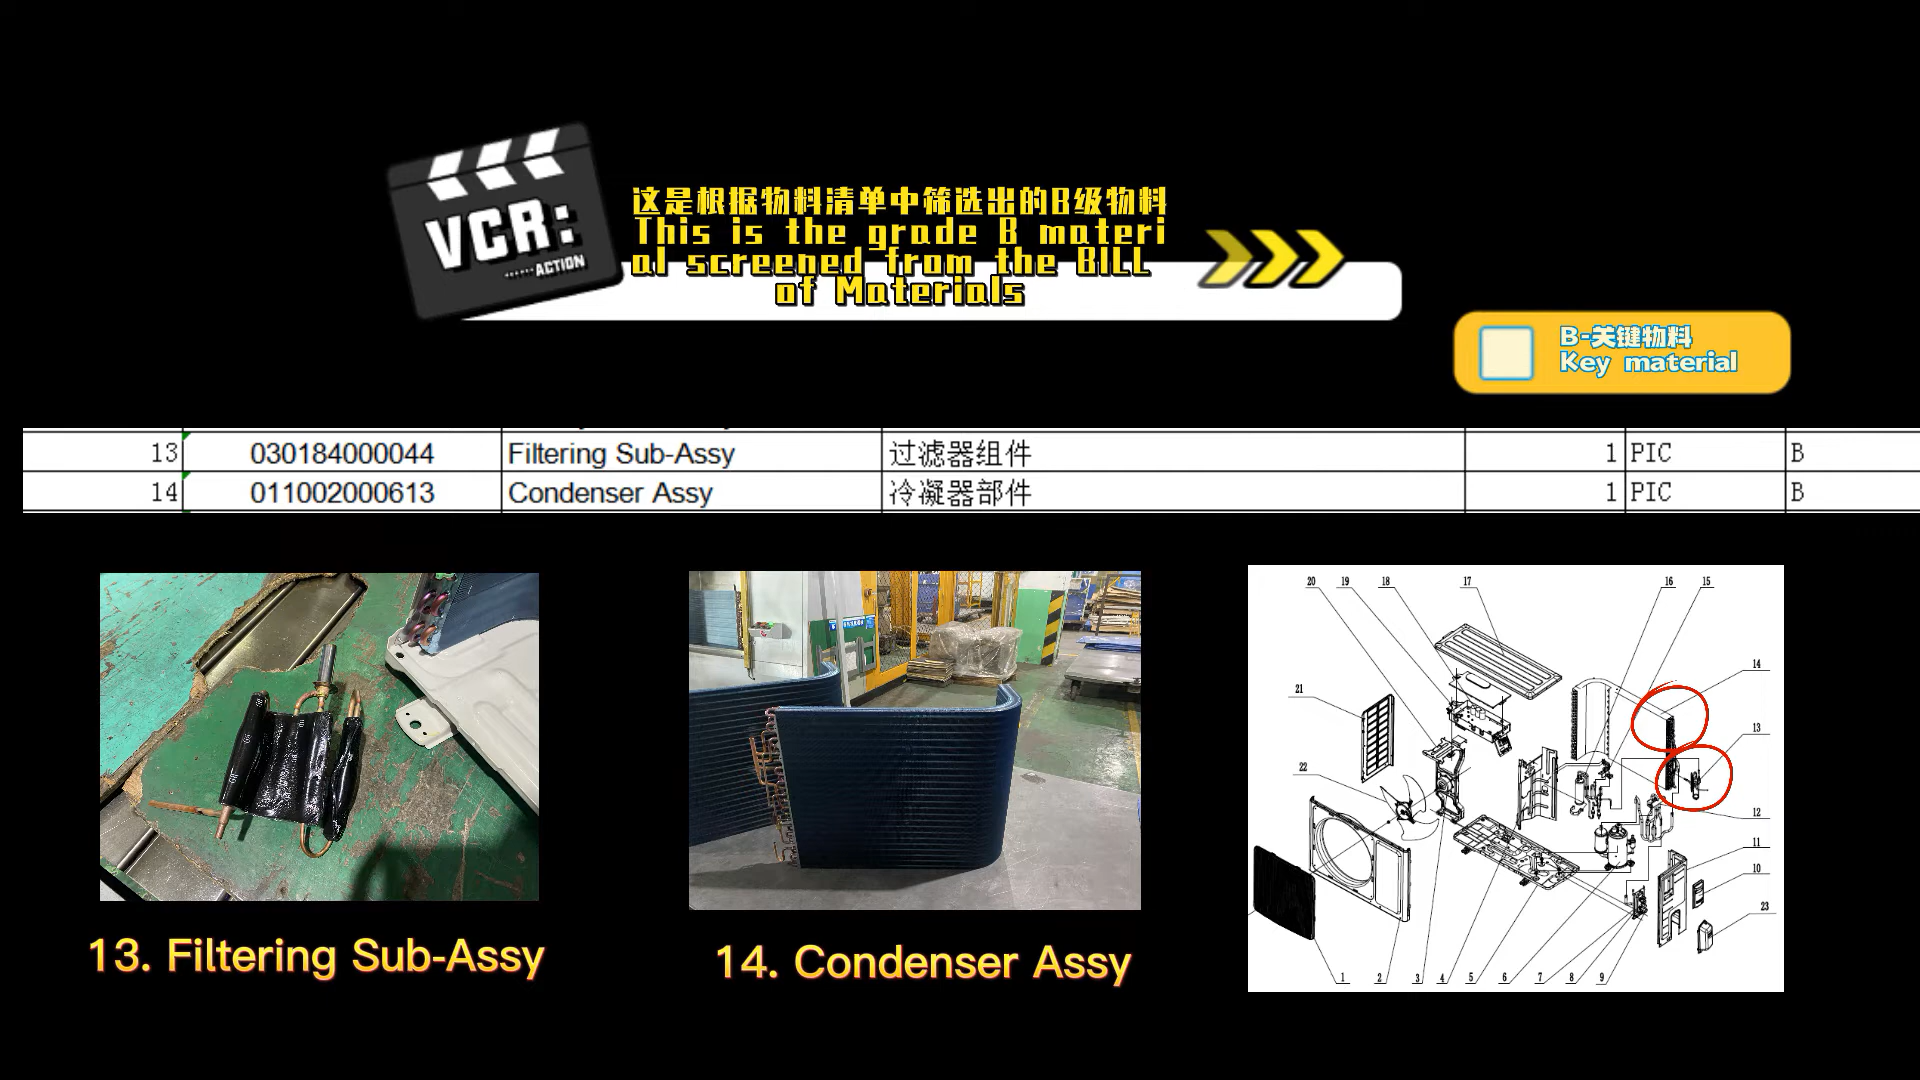 VCR:
......ACTION
这是根据物料清单中筛选出的B级物料
This is the grade B materi
al screened from the BILL
of Materials
B-关键物料
Key material
13 030184000044 Filtering Sub-Assy 过滤器组件 1 PIC B
14 011002000613 Condenser Assy 冷凝器部件 1 PIC B
20 19 18 17 16 15
14
21
13
22
12
11
10
23
1 2 3 4 5 6 7 8 9
13. Filtering Sub-Assy
14. Condenser Assy